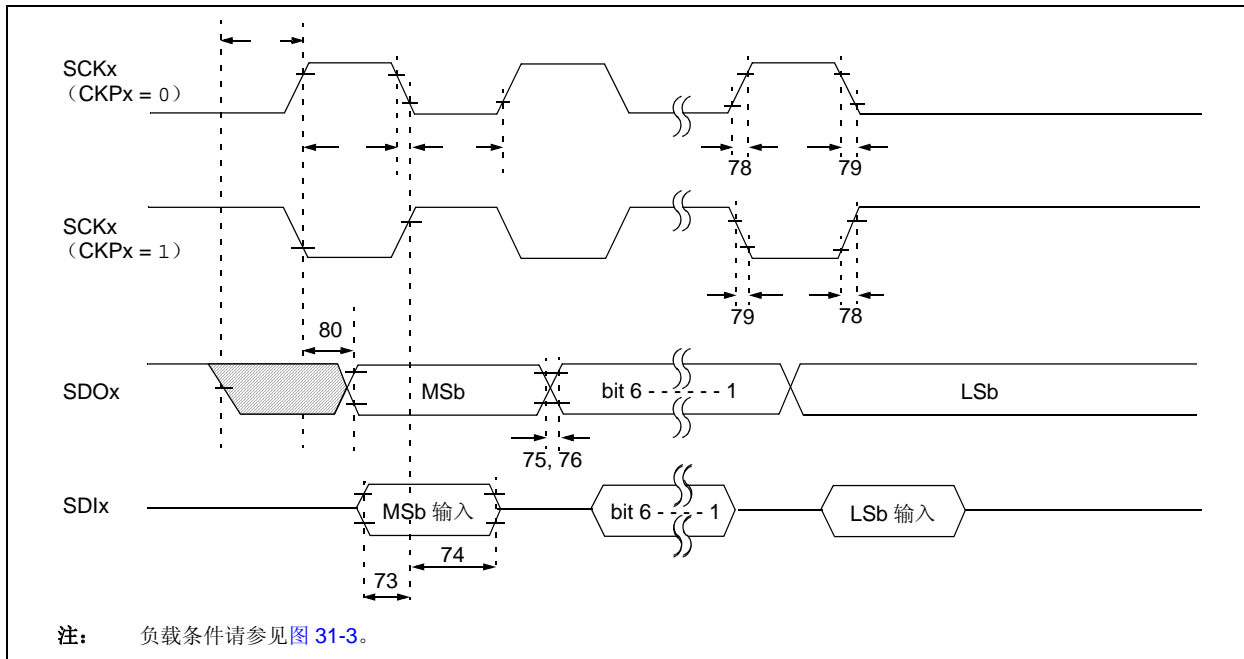 SCKx
（CKPx = 0）
78
79
SCKx
（CKPx = 1）
79
78
80
SDOx
MSb
bit 6 - - - - - - 1
LSb
75, 76
SDIx
MSb 输入
bit 6 - - - - 1
LSb 输入
74
73
注： 负载条件请参见图 31-3。